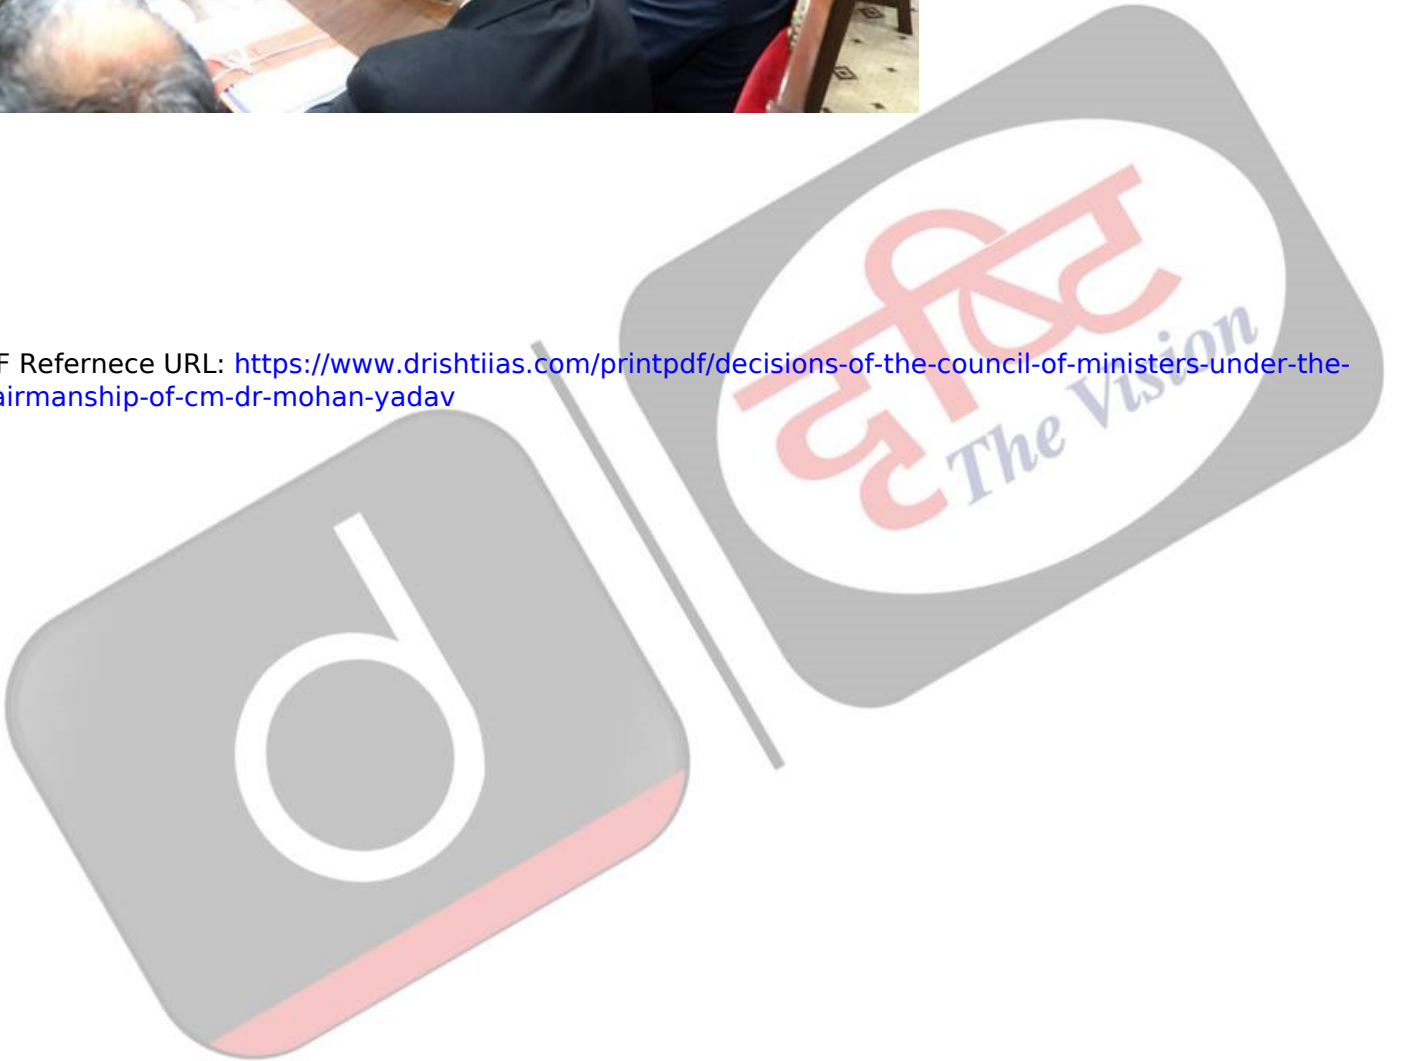 F Refernece URL: https://www.drishtiias.com/printpdf/decisions-of-the-council-of-ministers-under-the-
airmanship-of-cm-dr-mohan-yadav
दृष्टि
The Vision